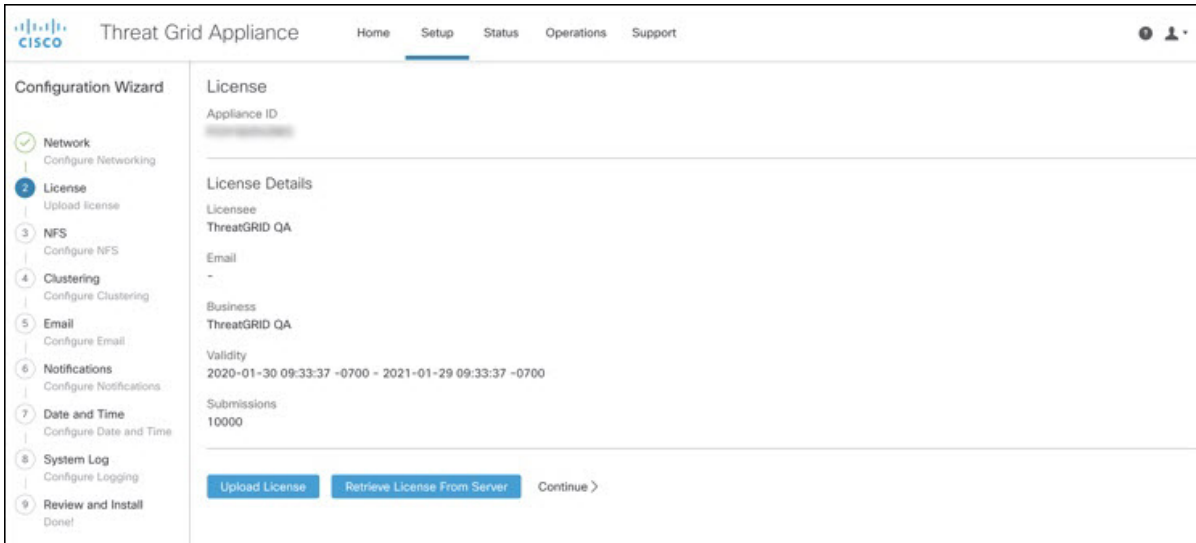 CISCO
Threat Grid Appliance
Home
Setup
Status
Operations
Support
Configuration Wizard
Network
Configure Networking
2
License
Upload license
3
NFS
Configure NFS
4
Clustering
Configure Clustering
5
Email
Configure Email
6
Notifications
Configure Notifications
7
Date and Time
Configure Date and Time
8
System Log
Configure Logging
9
Review and Install
Done!
License
Appliance ID
License Details
Licensee
ThreatGRID QA
Email
-
Business
ThreatGRID QA
Validity
2020-01-30 09:33:37 -0700 - 2021-01-29 09:33:37 -0700
Submissions
10000
Upload License
Retrieve License From Server
Continue >